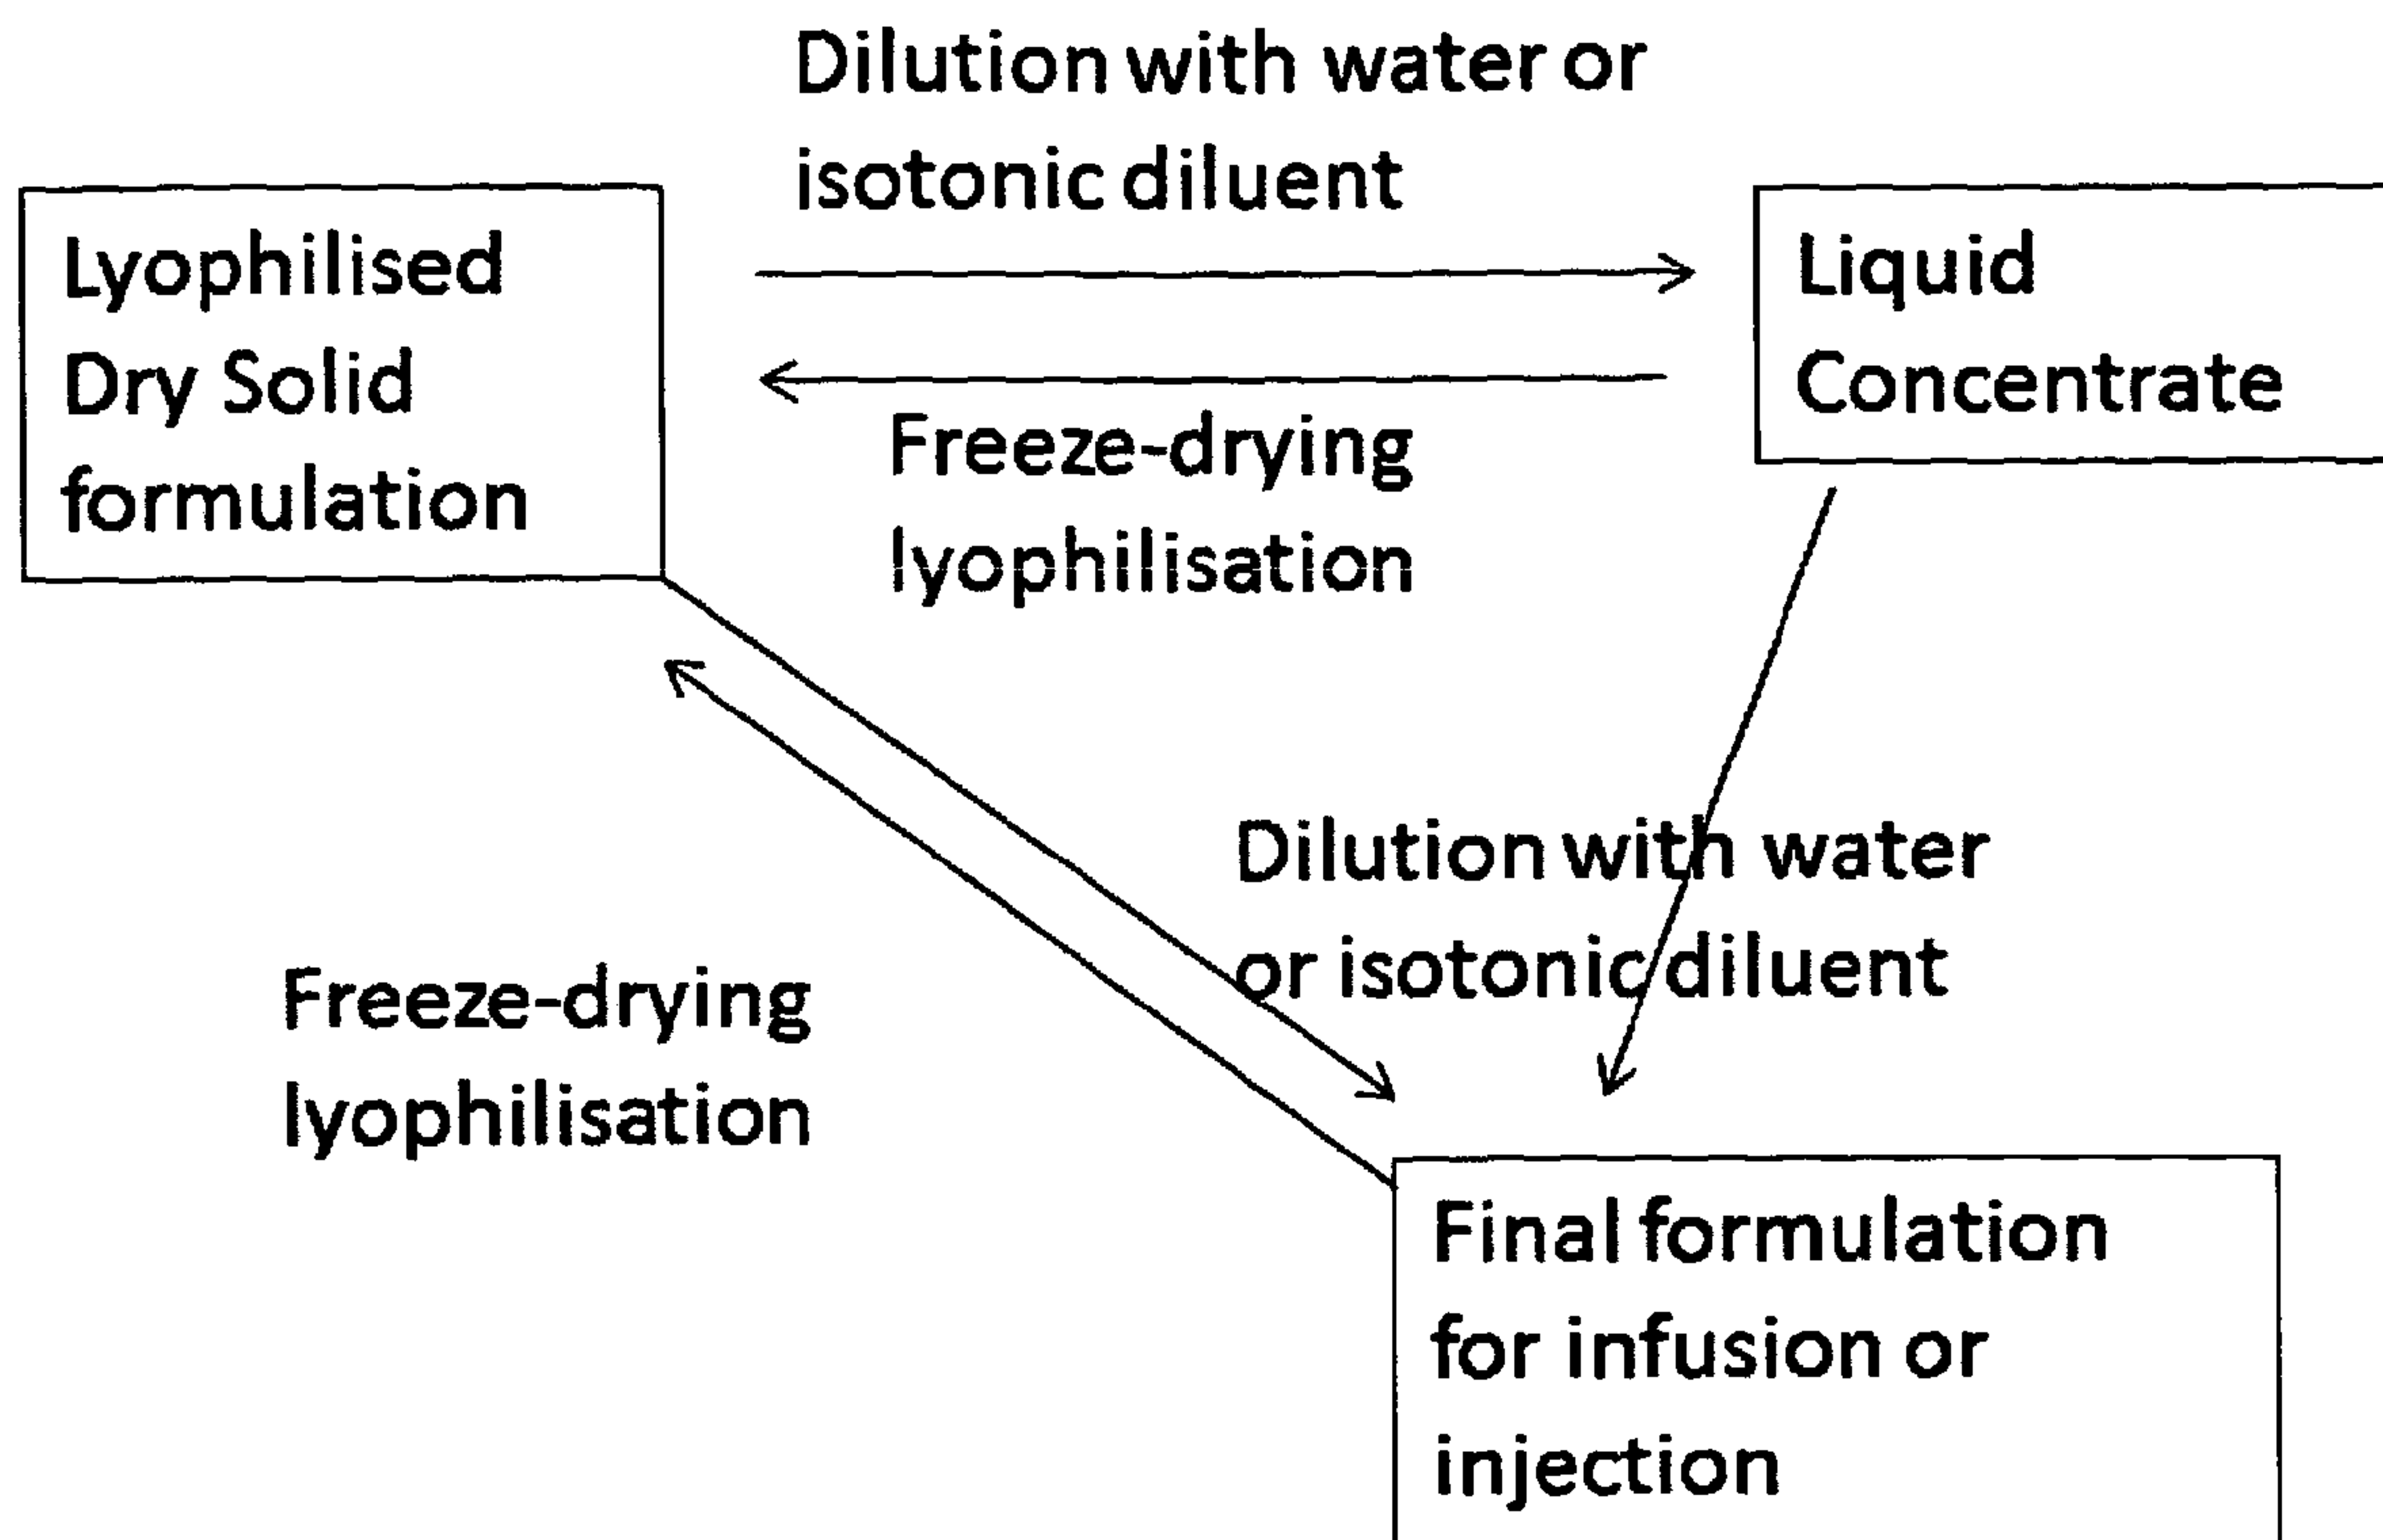 Dilution with water or
isotonic diluent
Lyophilised
Dry Solid
formulation
Liquid
Concentrate
Freeze-drying
lyophilisation
Dilution with water
or isotonic diluent
Freeze-drying
lyophilisation
Final formulation
for infusion or
injection